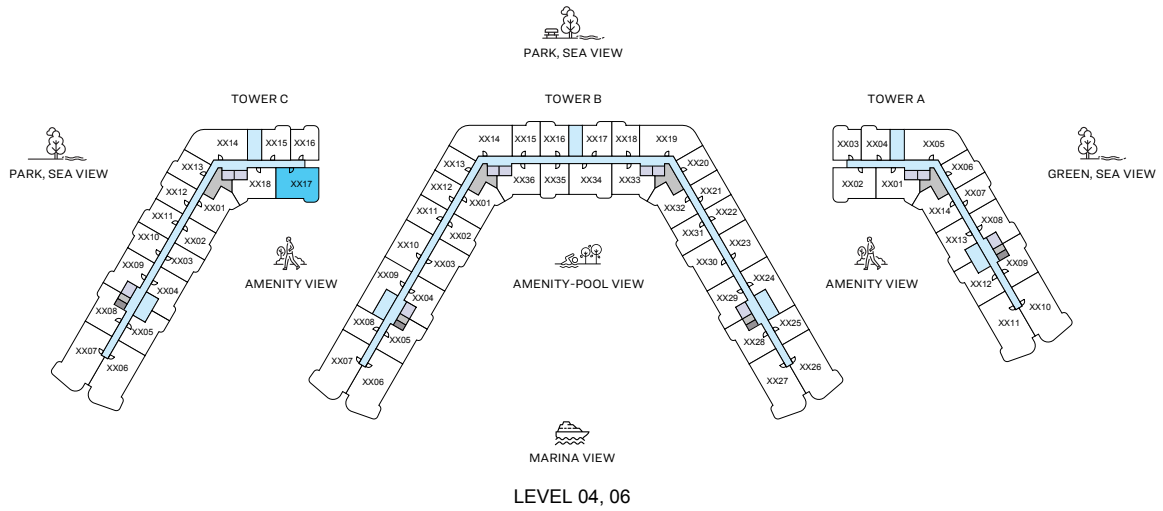 PARK, SEA VIEW
TOWER C
TOWER B
TOWER A
PARK, SEA VIEW
GREEN, SEA VIEW
XX14
XX15
XX16
XX13
XX18
XX17
XX12
XX01
XX11
XX02
XX10
XX03
XX09
XX04
XX08
XX05
XX07
XX06
AMENITY VIEW
XX14
XX15
XX16
XX17
XX18
XX19
XX13
XX20
XX36
XX35
XX34
XX33
XX12
XX01
XX32
XX21
XX11
XX02
XX31
XX22
XX10
XX03
XX30
XX23
XX09
XX04
XX29
XX24
XX08
XX05
XX28
XX25
XX07
XX06
XX27
XX26
AMENITY-POOL VIEW
XX03
XX04
XX05
XX02
XX01
XX06
XX07
XX14
XX08
XX13
XX09
XX12
XX10
XX11
AMENITY VIEW
MARINA VIEW
LEVEL 04, 06